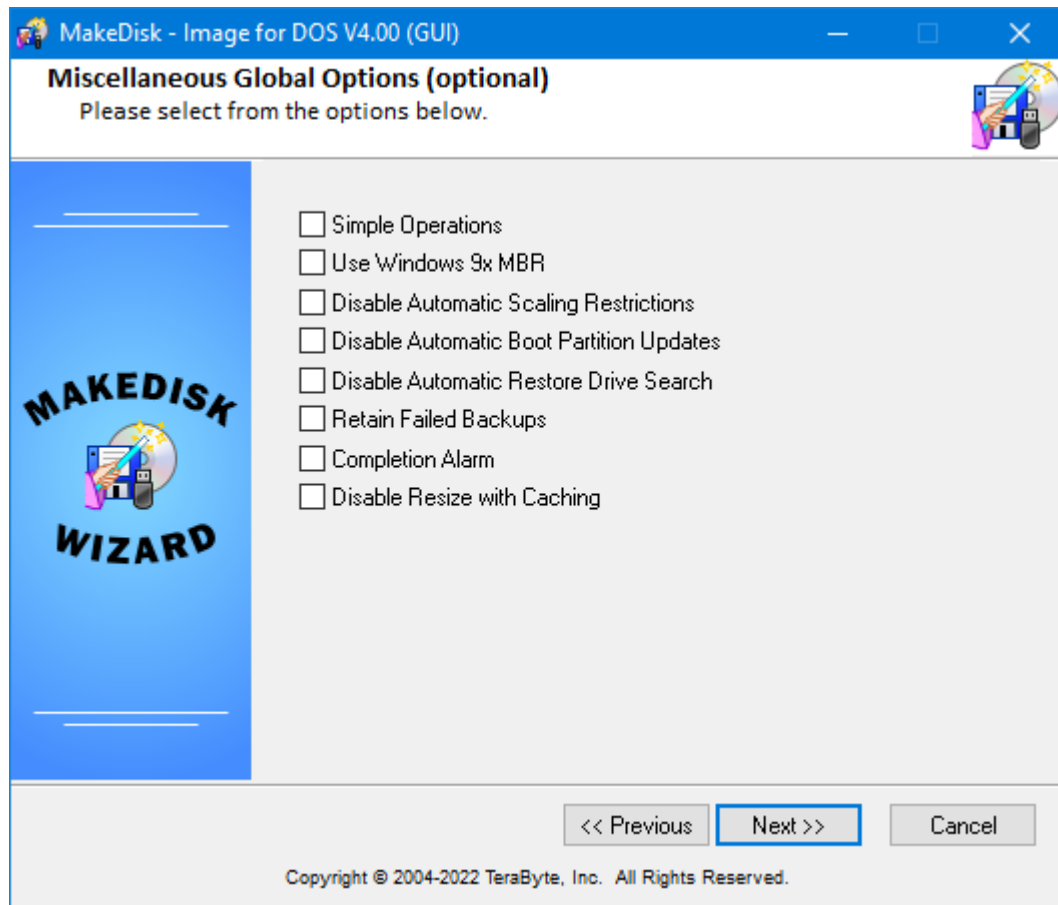 MakeDisk - Image for DOS V4.00 (GUI)
Miscellaneous Global Options (optional)
Please select from the options below.
Simple Operations
Use Windows 9x MBR
Disable Automatic Scaling Restrictions
Disable Automatic Boot Partition Updates
Disable Automatic Restore Drive Search
Retain Failed Backups
Completion Alarm
Disable Resize with Caching
MAKEDISK
WIZARD
<< Previous
Next >>
Cancel
Copyright © 2004-2022 TeraByte, Inc. All Rights Reserved.